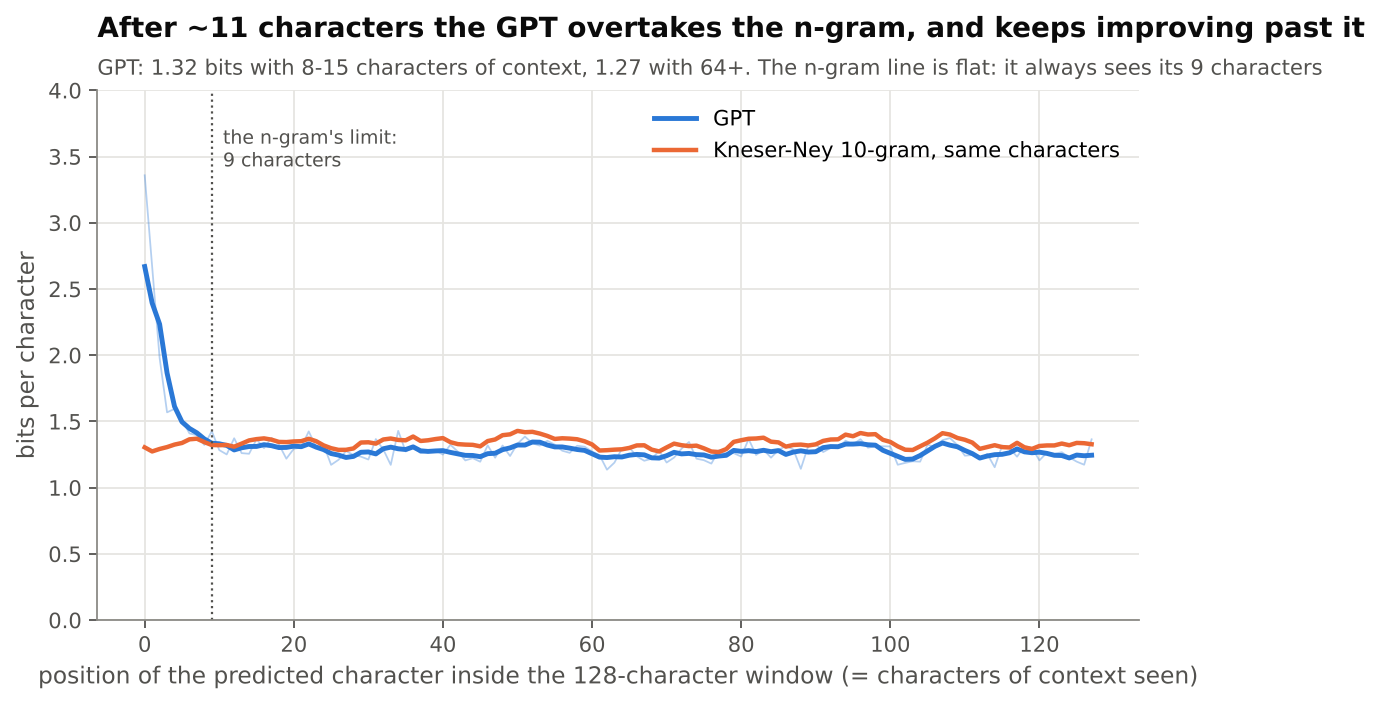 After ~11 characters the GPT overtakes the n-gram, and keeps improving past it
GPT: 1.32 bits with 8-15 characters of context, 1.27 with 64+. The n-gram line is flat: it always sees its 9 characters
4.0
3.5
3.0
2.5
2.0
1.5
1.0
0.5
0.0
bits per character
the n-gram's limit:
9 characters
GPT
Kneser-Ney 10-gram, same characters
0 20 40 60 80 100 120
position of the predicted character inside the 128-character window (= characters of context seen)